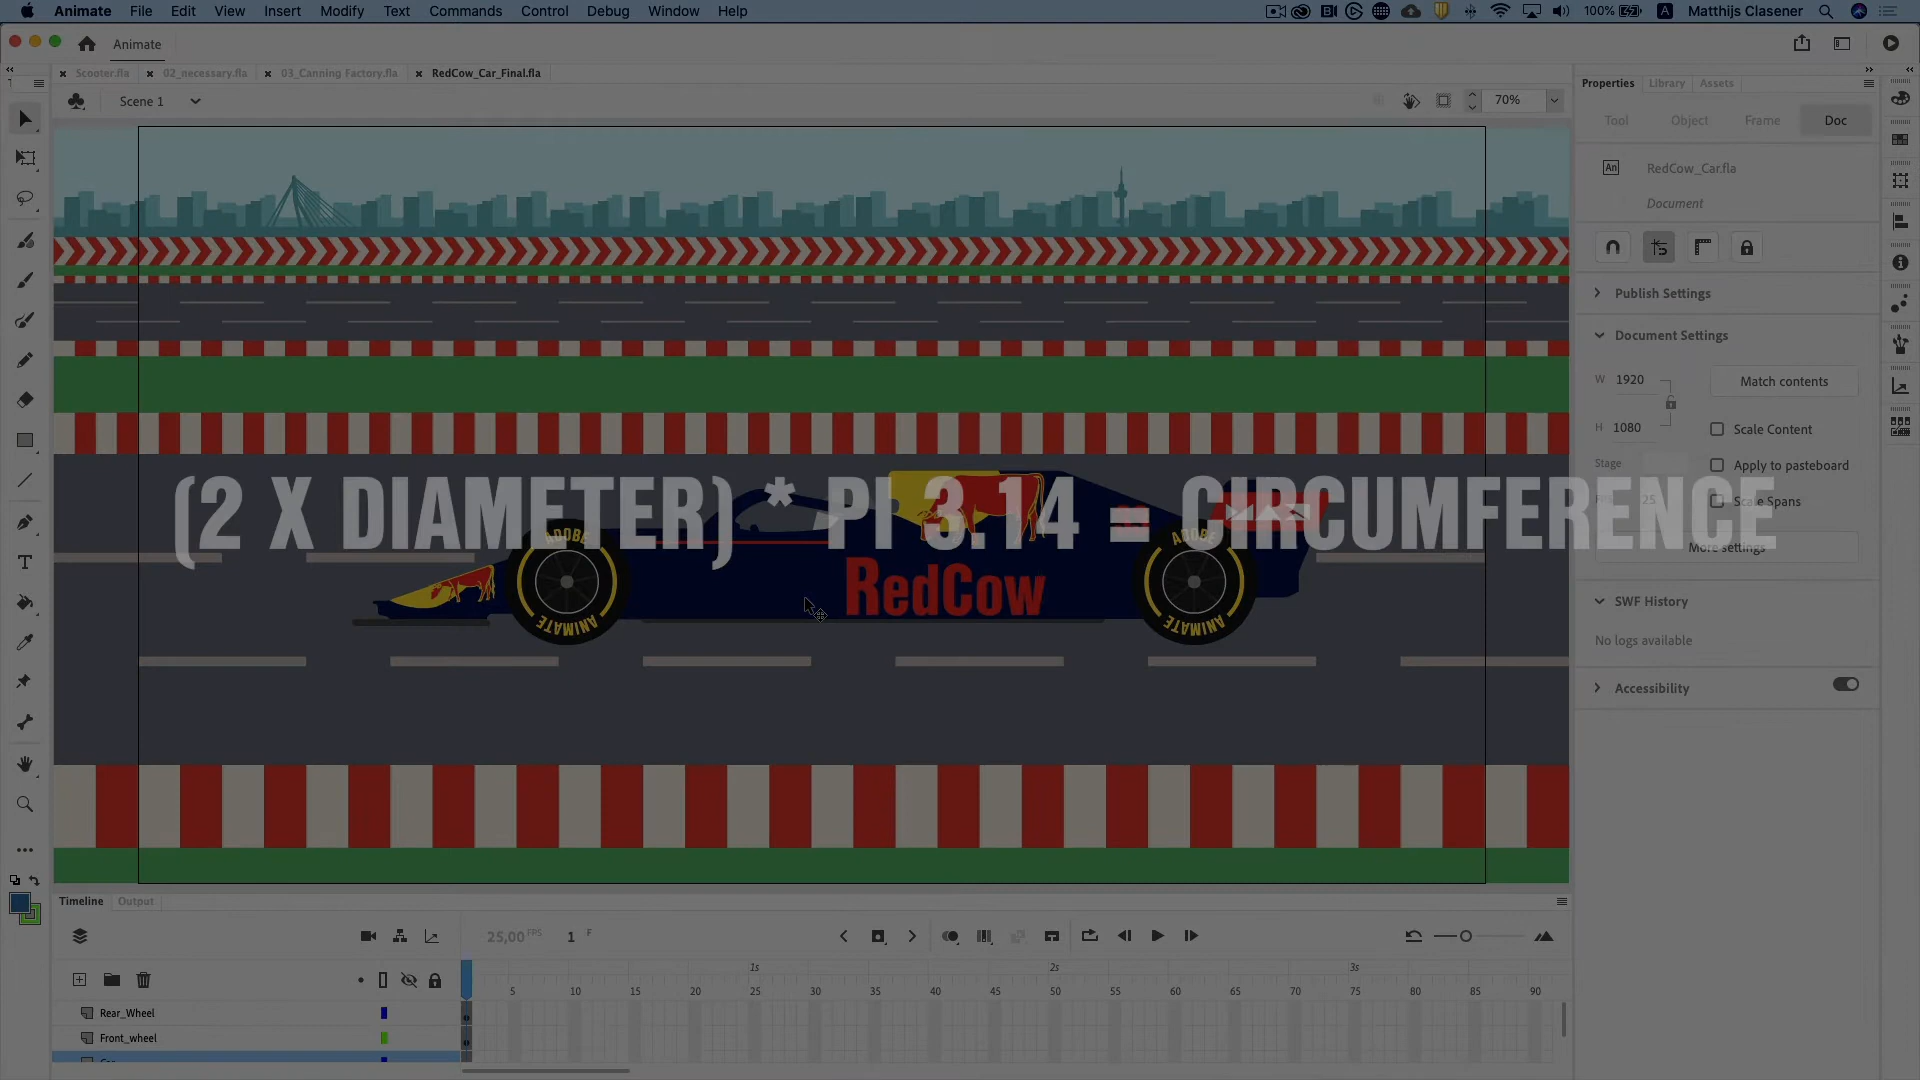 Animate File Edit View Insert Modify Commands Text Control Debug Window Help 100% A Matthijs Clasener
Animate
Scooter.fla 02_necessary.fla 03_Canning Factory.fla RedCow_Car_Final.fla
Scene 1 70%
Properties Library Assets
Tool Object Frame Doc
An RedCow_Car.fla
Document
Publish Settings
Document Settings
W 1920 Match contents
H 1080 Scale Content
Stage Apply to pasteboard
25 Scale Spans
More settings
SWF History
No logs available
Accessibility
(2 X DIAMETER) * PI 3.14 = CIRCUMFERENCE
ADOBE ADOBE
RedCow
ANIMATE ANIMATE
Timeline Output
25,00 FPS 1 F
1s 2s 3s
5 10 15 20 25 30 35 40 45 50 55 60 65 70 75 80 85 90
Rear_Wheel
Front_wheel